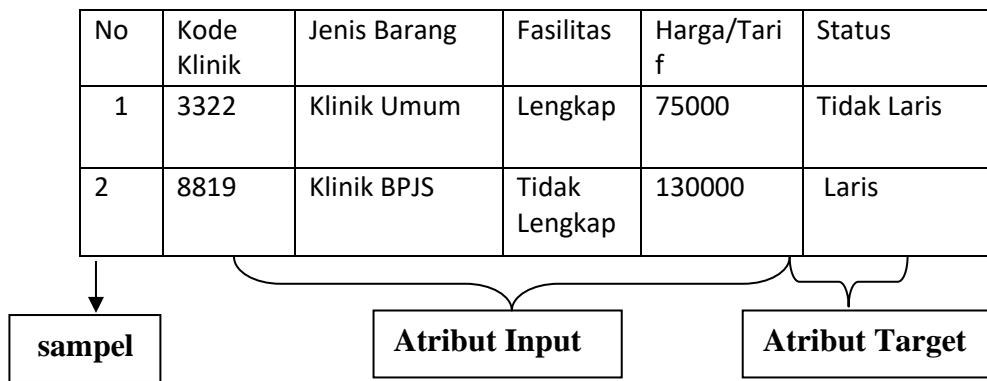 No Kode Klinik Jenis Barang Fasilitas Harga/Tarif Status
1 3322 Klinik Umum Lengkap 75000 Tidak Laris
2 8819 Klinik BPJS Tidak Lengkap 130000 Laris
sampel Atribut Input Atribut Target